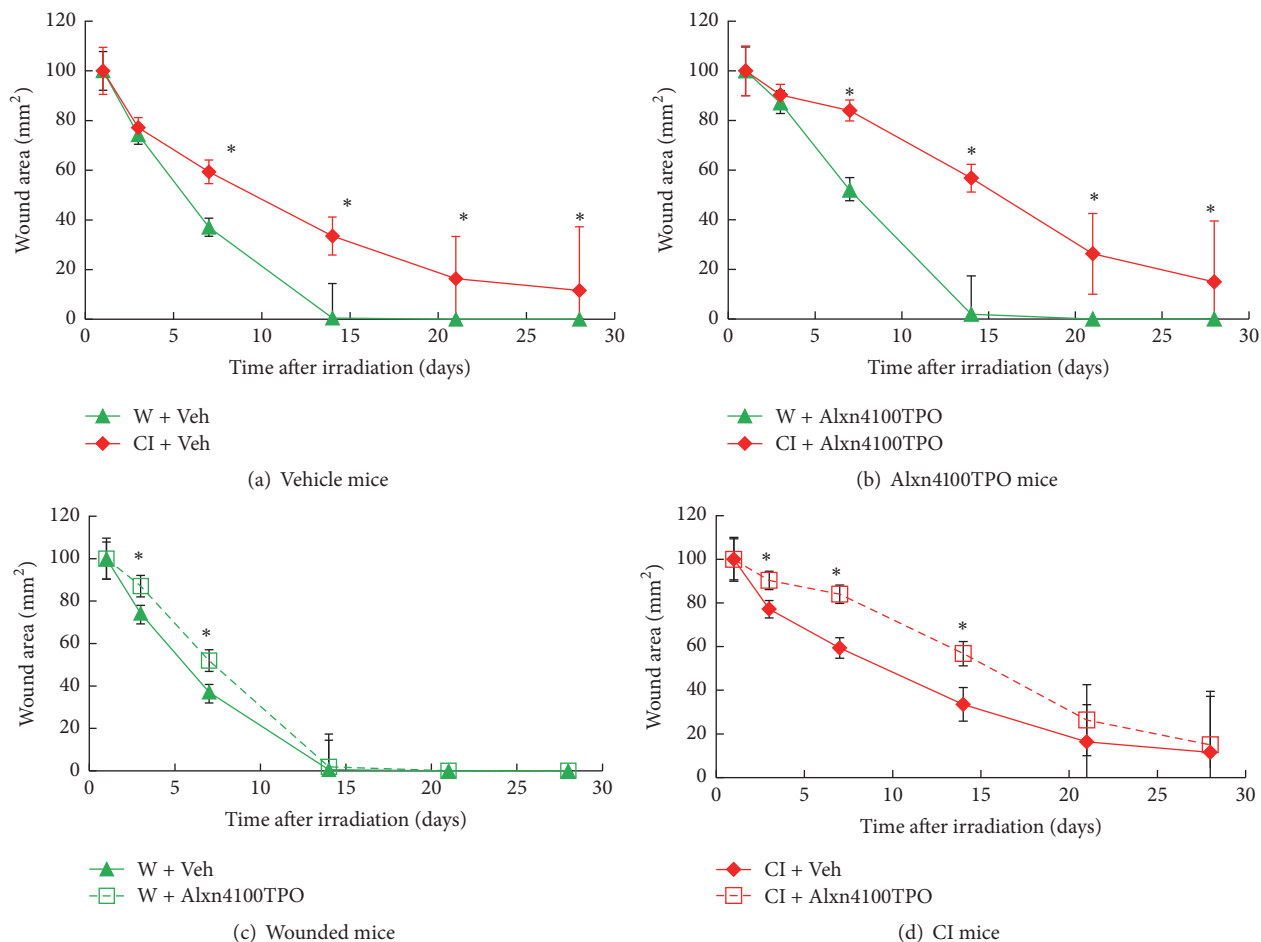 120
100
80
60
40
20
0
Wound area (mm²)
* * * *
0 5 10 15 20 25 30
Time after irradiation (days)
W + Veh
CI + Veh
(a) Vehicle mice
120
100
80
60
40
20
0
Wound area (mm²)
* * * *
0 5 10 15 20 25 30
Time after irradiation (days)
W + Alxn4100TPO
CI + Alxn4100TPO
(b) Alxn4100TPO mice
120
100
80
60
40
20
0
Wound area (mm²)
* *
0 5 10 15 20 25 30
Time after irradiation (days)
W + Veh
W + Alxn4100TPO
(c) Wounded mice
120
100
80
60
40
20
0
Wound area (mm²)
* * *
0 5 10 15 20 25 30
Time after irradiation (days)
CI + Veh
CI + Alxn4100TPO
(d) CI mice